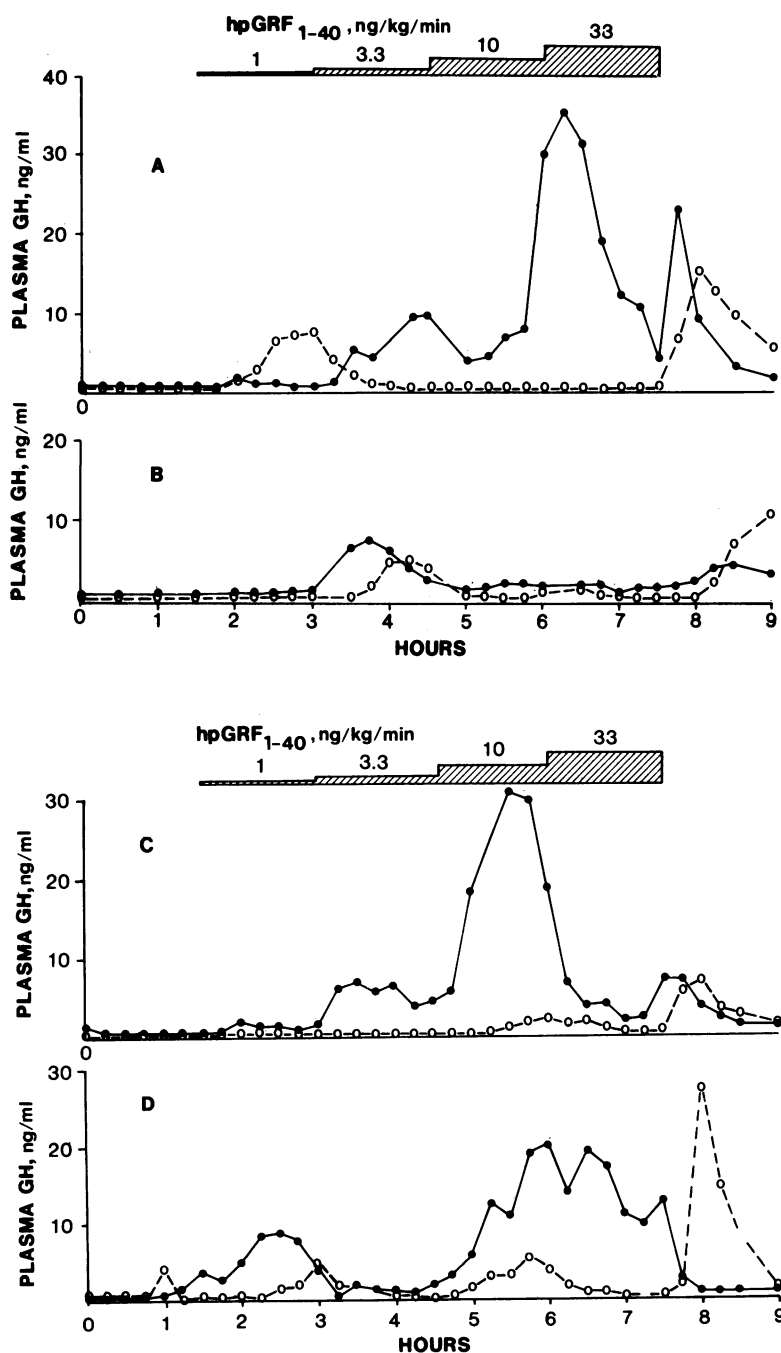 hpGRF1-40, ng/kg/min
1 3.3 10 33
PLASMA GH, ng/ml
40
30
20
10
0
A
PLASMA GH, ng/ml
20
10
B
0 1 2 3 4 5 6 7 8 9
HOURS
hpGRF1-40, ng/kg/min
1 3.3 10 33
PLASMA GH,ng/ml
30
20
10
0
C
PLASMA GH, ng/ml
30
20
10
D
0 1 2 3 4 5 6 7 8 9
HOURS